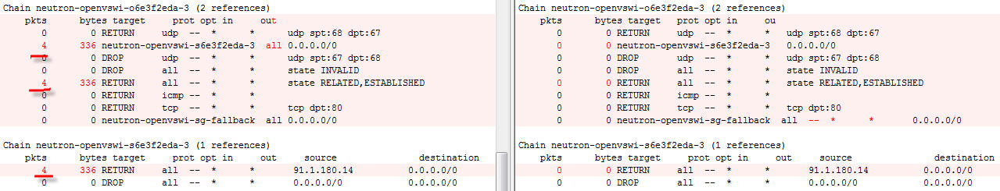 Chain neutron-openvswi-o6e3f2eda-3 (2 references)
pkts bytes target prot opt in out
0 0 RETURN udp -- * * udp spt:68 dpt:67
4 336 neutron-openvswi-s6e3f2eda-3 all 0.0.0.0/0
0 0 DROP udp -- * * udp spt:67 dpt:68
0 0 DROP all -- * * state INVALID
4 336 RETURN all -- * * state RELATED,ESTABLISHED
0 0 RETURN icmp -- * *
0 0 RETURN tcp -- * * tcp dpt:80
0 0 neutron-openvswi-sg-fallback all 0.0.0.0/0
Chain neutron-openvswi-s6e3f2eda-3 (1 references)
pkts bytes target prot opt in out source destination
4 336 RETURN all -- * * 91.1.180.14 0.0.0.0/0
0 0 DROP all -- * * 0.0.0.0/0 0.0.0.0/0
Chain neutron-openvswi-o6e3f2eda-3 (2 references)
pkts bytes target prot opt in ou
0 0 RETURN udp -- * * udp spt:68 dpt:67
0 0 neutron-openvswi-s6e3f2eda-3 0.0.0.0/0
0 0 DROP udp -- * * udp spt:67 dpt:68
0 0 DROP all -- * * state INVALID
0 0 RETURN all -- * * state RELATED,ESTABLISHED
0 0 RETURN icmp -- * *
0 0 RETURN tcp -- * * tcp dpt:80
0 0 neutron-openvswi-sg-fallback all -- * * 0.0.0.0/0
Chain neutron-openvswi-s6e3f2eda-3 (1 references)
pkts bytes target prot opt in out source destination
0 0 RETURN all -- * * 91.1.180.14 0.0.0.0/0
0 0 DROP all -- * * 0.0.0.0/0 0.0.0.0/0